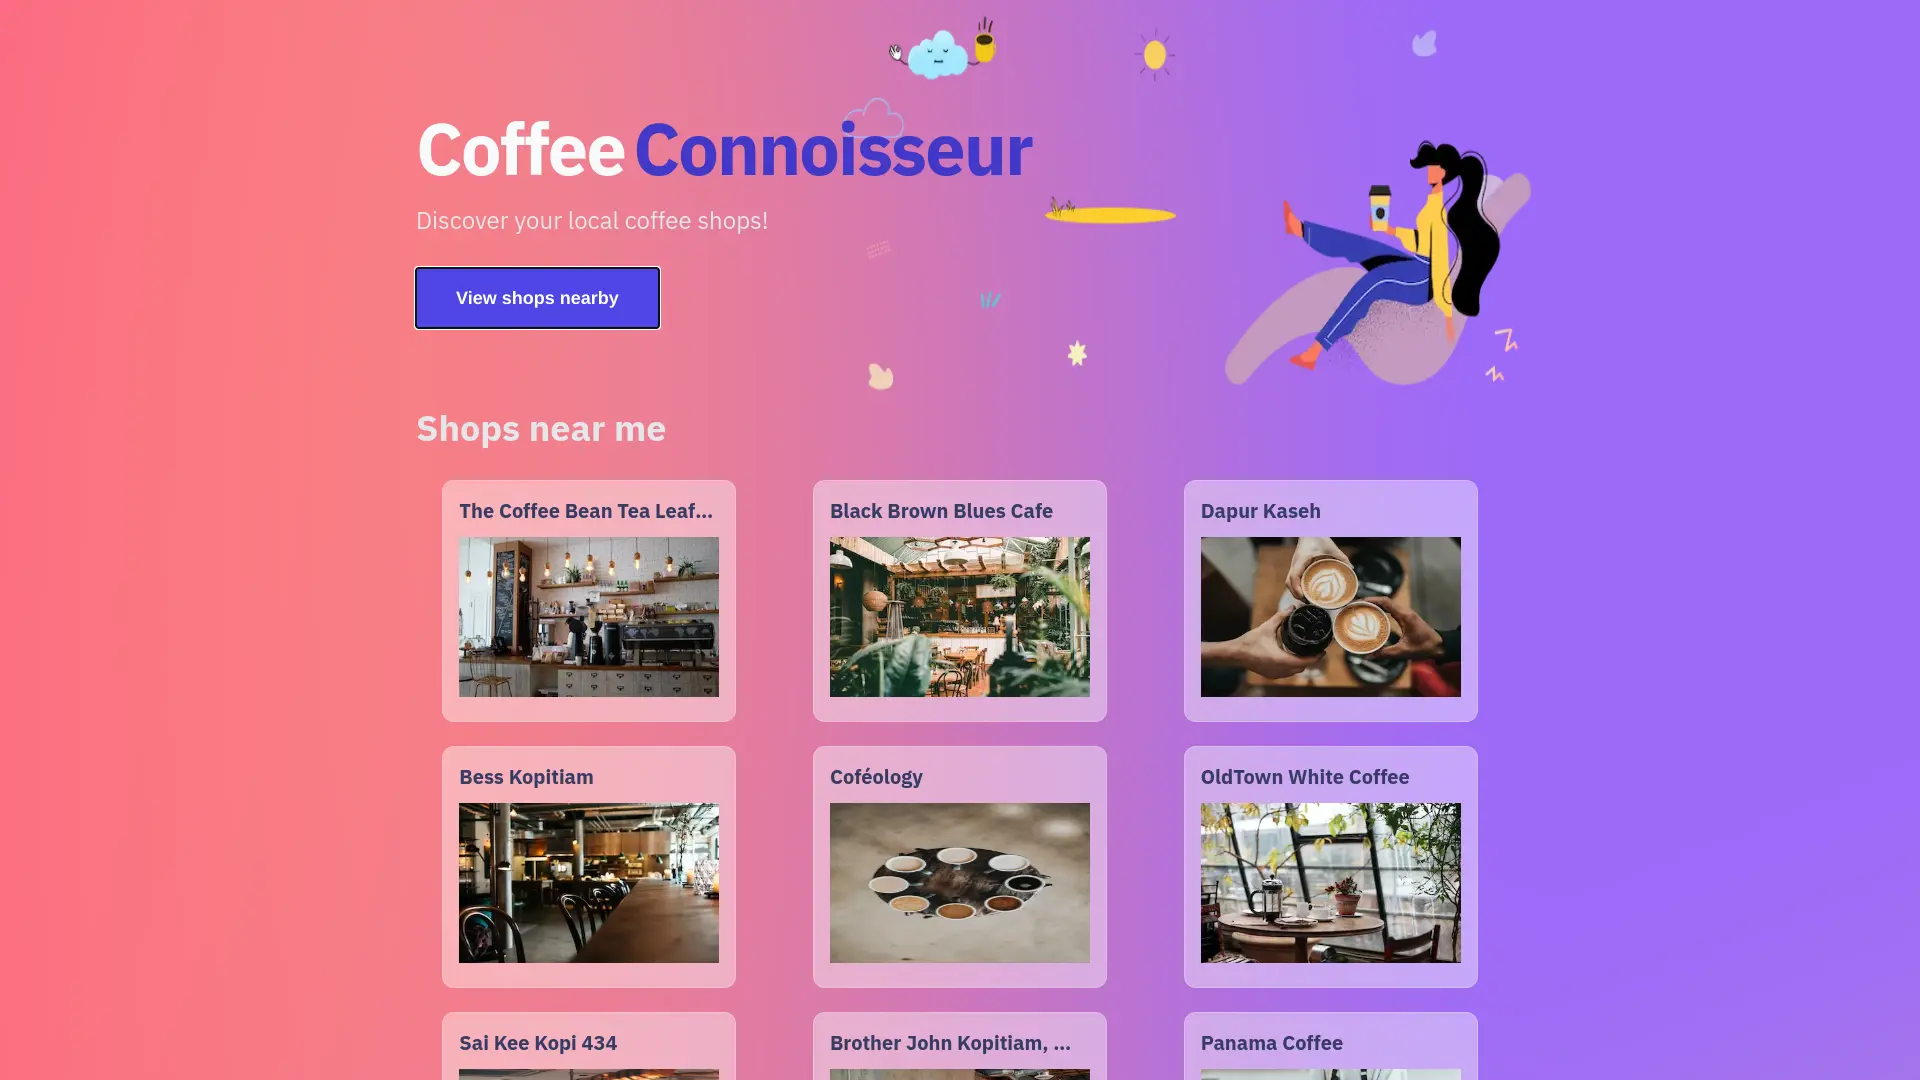 Coffee Connoisseur
Discover your local coffee shops!
View shops nearby
Shops near me
The Coffee Bean Tea Leaf...
Black Brown Blues Cafe
Dapur Kaseh
Bess Kopitiam
Coféology
OldTown White Coffee
Sai Kee Kopi 434
Brother John Kopitiam, ...
Panama Coffee